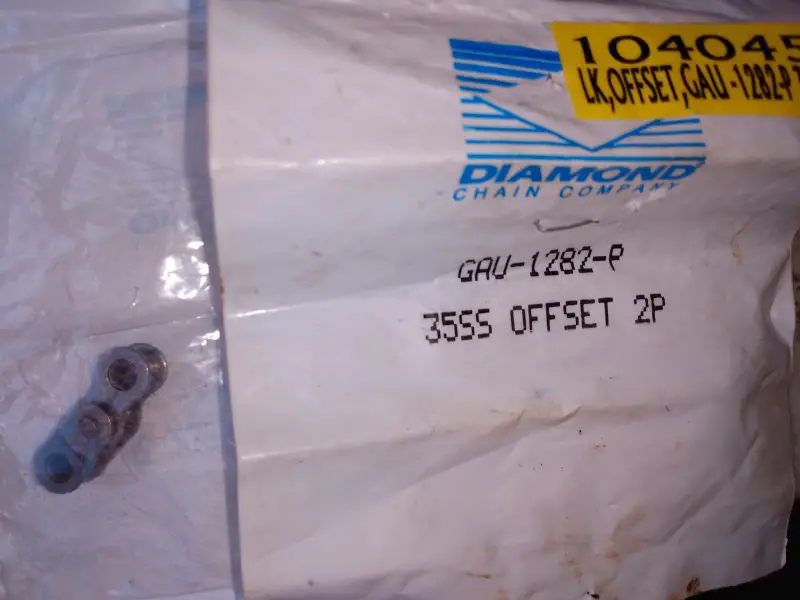 104045
LK,OFFSET,GAU-1282-P
DIAMOND
CHAIN COMPANY
GAU-1282-P
35SS OFFSET 2P